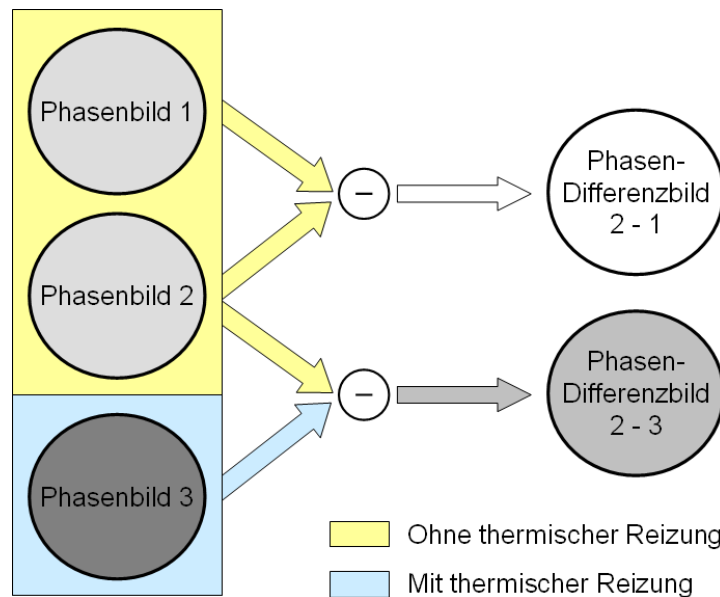 Phasenbild 1
Phasenbild 2
Phasenbild 3
–
–
Phasen-
Differenzbild
2 - 1
Phasen-
Differenzbild
2 - 3
Ohne thermischer Reizung
Mit thermischer Reizung